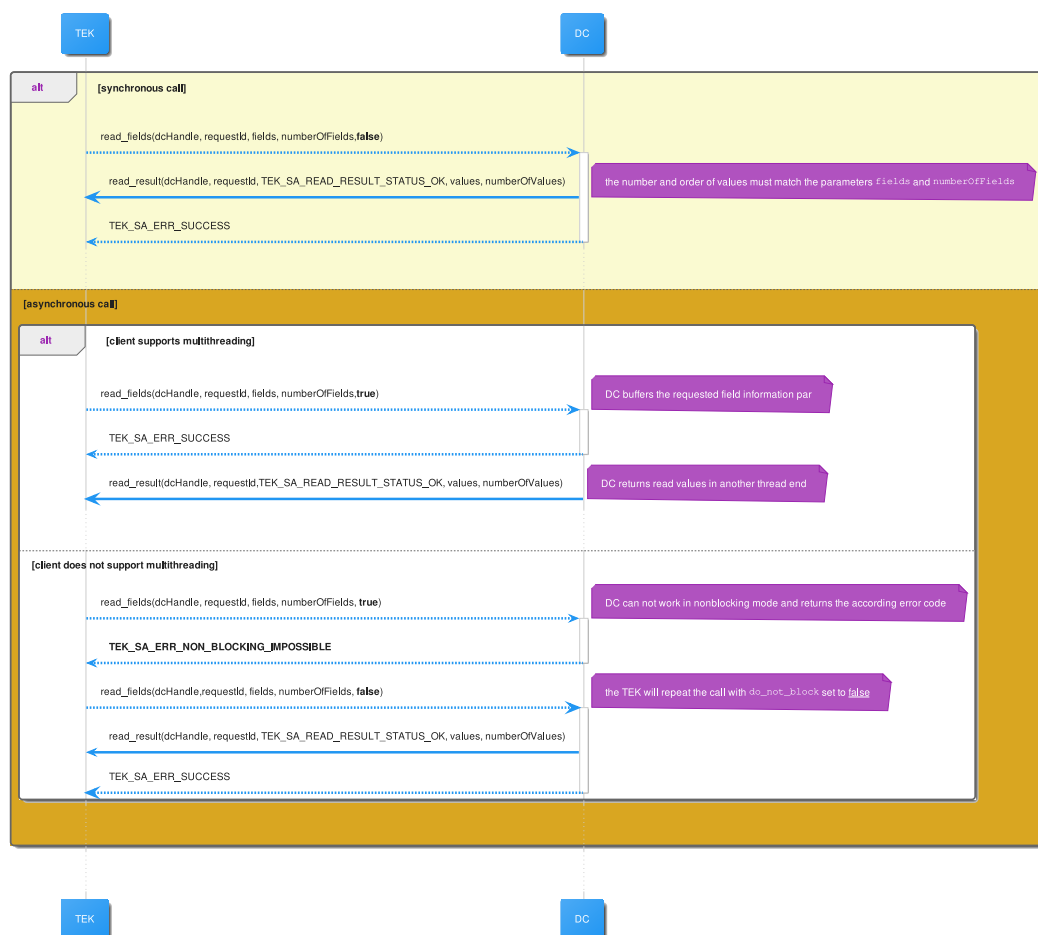 TEK DC
alt [synchronous call]
read_fields(dcHandle, requestId, fields, numberOfFields,false)
read_result(dcHandle, requestId, TEK_SA_READ_RESULT_STATUS_OK, values, numberOfValues)
the number and order of values must match the parameters fields and numberOfFields
TEK_SA_ERR_SUCCESS
[asynchronous call]
alt [client supports multithreading]
read_fields(dcHandle, requestId, fields, numberOfFields,true)
DC buffers the requested field information par
TEK_SA_ERR_SUCCESS
read_result(dcHandle, requestId,TEK_SA_READ_RESULT_STATUS_OK, values, numberOfValues)
DC returns read values in another thread end
[client does not support multithreading]
read_fields(dcHandle, requestId, fields, numberOfFields, true)
DC can not work in nonblocking mode and returns the according error code
TEK_SA_ERR_NON_BLOCKING_IMPOSSIBLE
read_fields(dcHandle,requestId, fields, numberOfFields, false)
the TEK will repeat the call with do_not_block set to false
read_result(dcHandle, requestId, TEK_SA_READ_RESULT_STATUS_OK, values, numberOfValues)
TEK_SA_ERR_SUCCESS
TEK DC